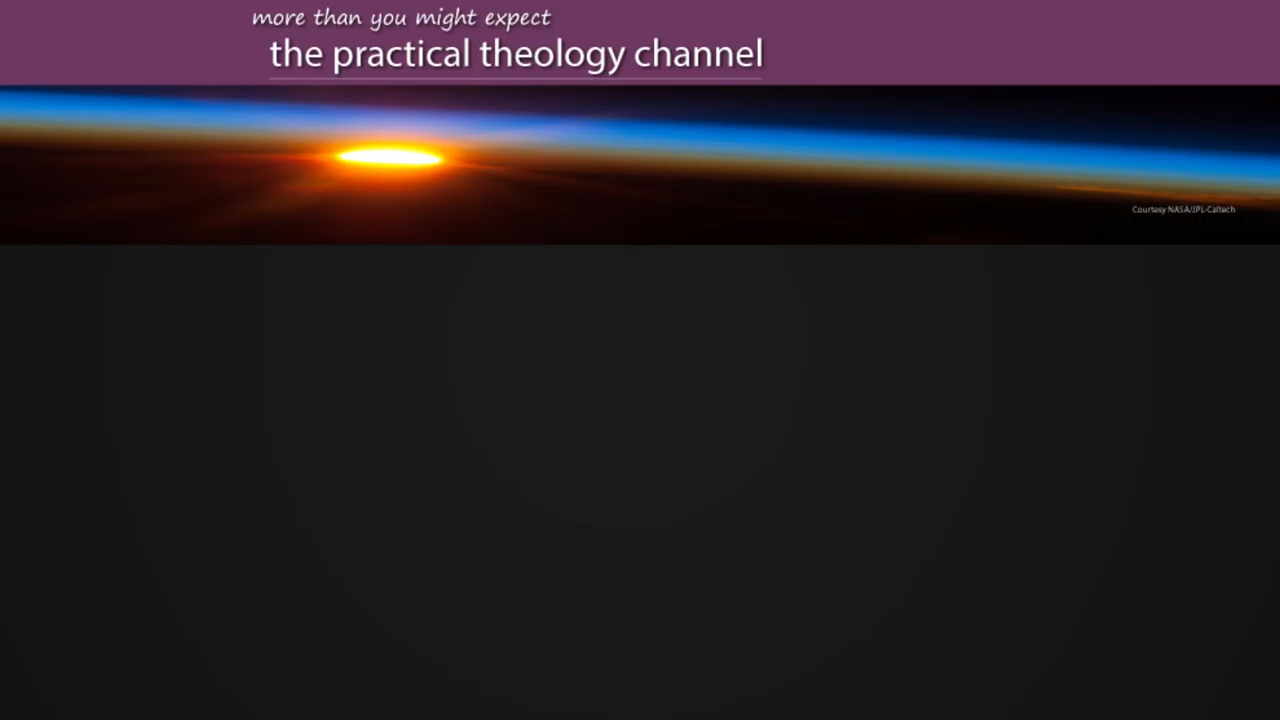 more than you might expect
the practical theology channel
Courtesy NASA/JPL-Caltech